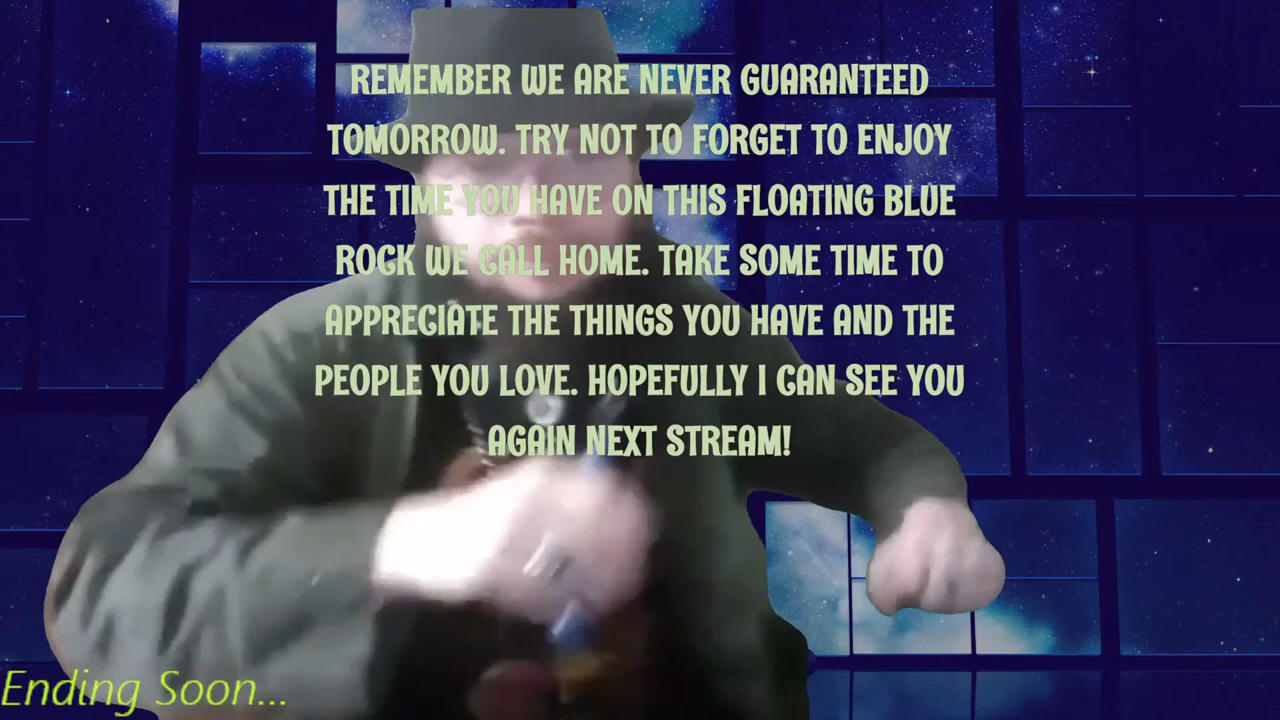 REMEMBER WE ARE NEVER GUARANTEED
TOMORROW. TRY NOT TO FORGET TO ENJOY
THE TIME YOU HAVE ON THIS FLOATING BLUE
ROCK WE CALL HOME. TAKE SOME TIME TO
APPRECIATE THE THINGS YOU HAVE AND THE
PEOPLE YOU LOVE. HOPEFULLY I CAN SEE YOU
AGAIN NEXT STREAM!
Ending Soon...